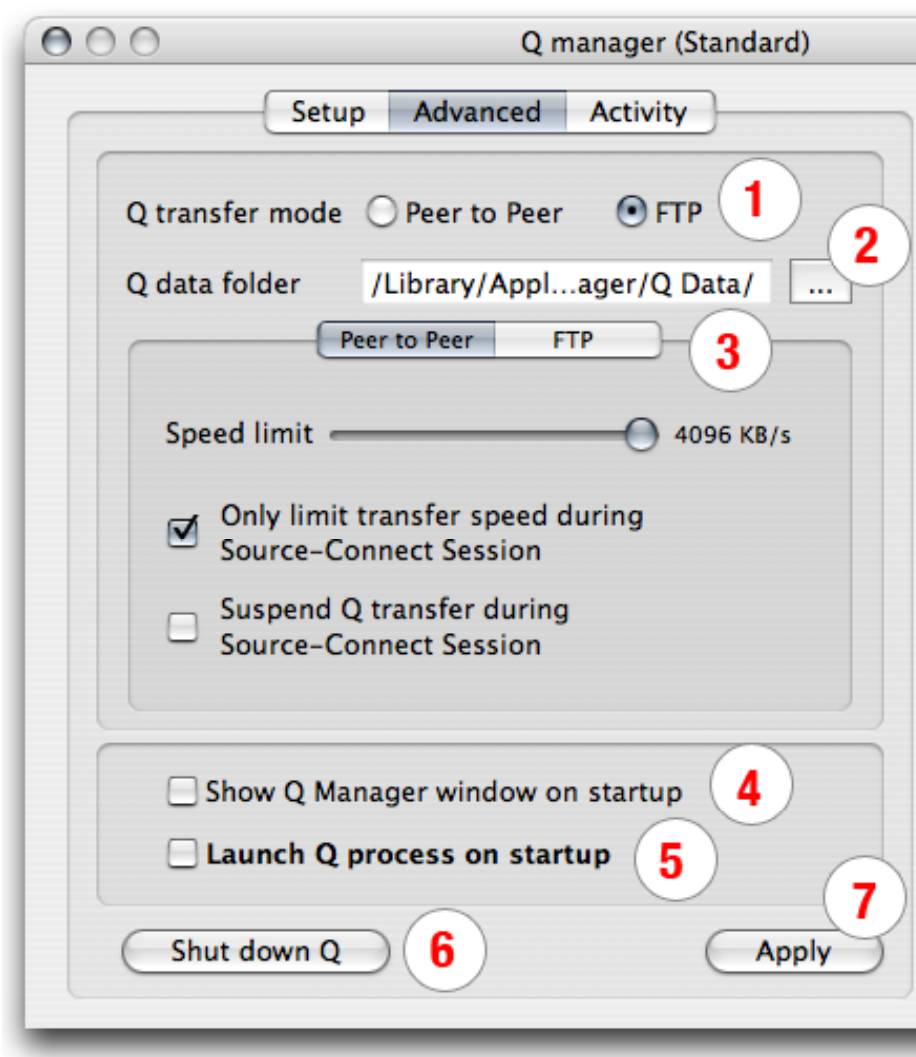 Q manager (Standard)
Setup Advanced Activity
Q transfer mode Peer to Peer FTP 1
2
Q data folder /Library/Appl...ager/Q Data/ ...
Peer to Peer FTP 3
Speed limit 4096 KB/s
Only limit transfer speed during
Source-Connect Session
Suspend Q transfer during
Source-Connect Session
Show Q Manager window on startup 4
Launch Q process on startup 5
7
Shut down Q 6 Apply